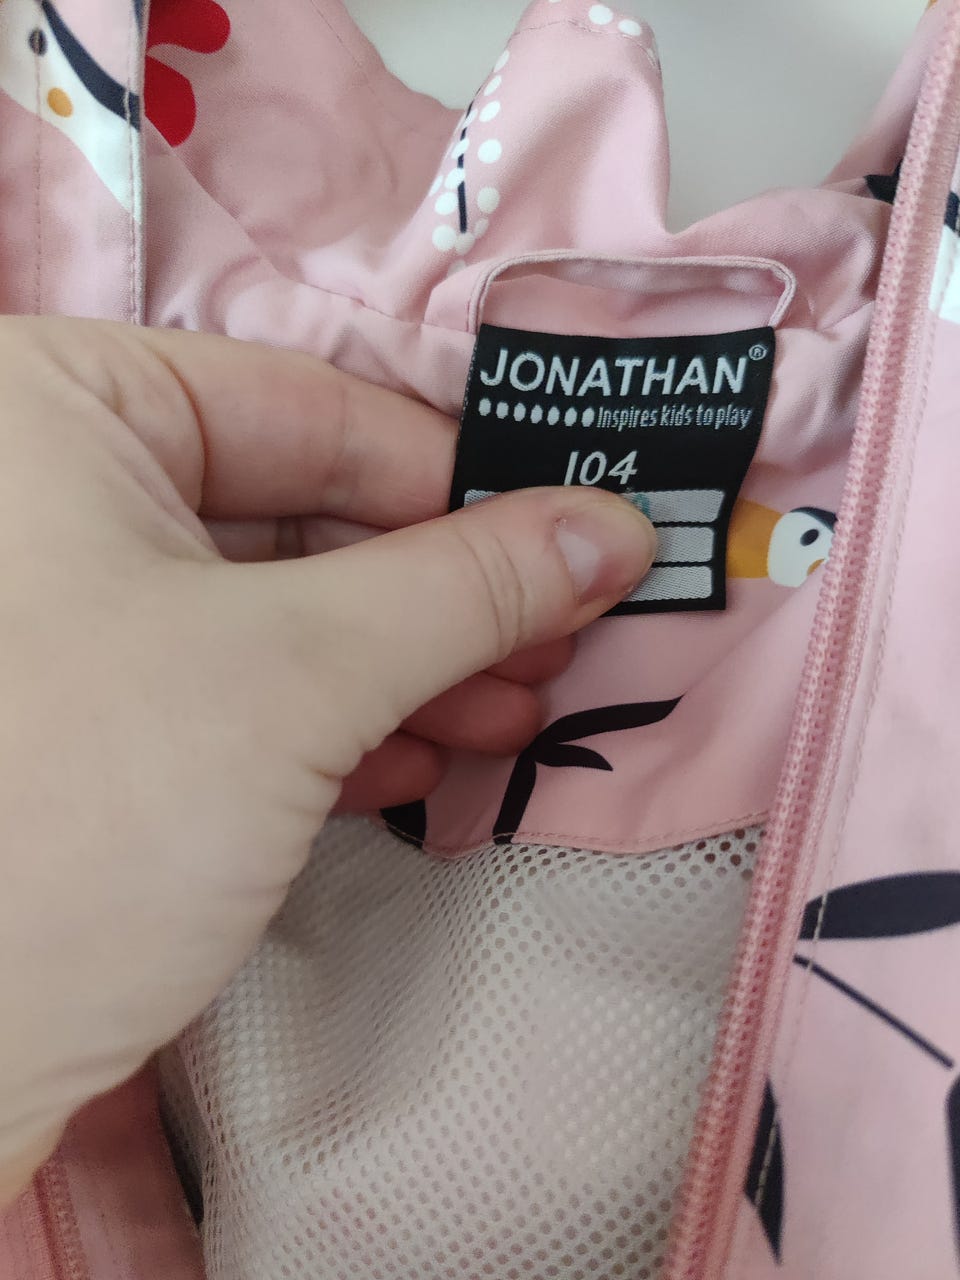 JONATHAN®
Inspires kids to play
104